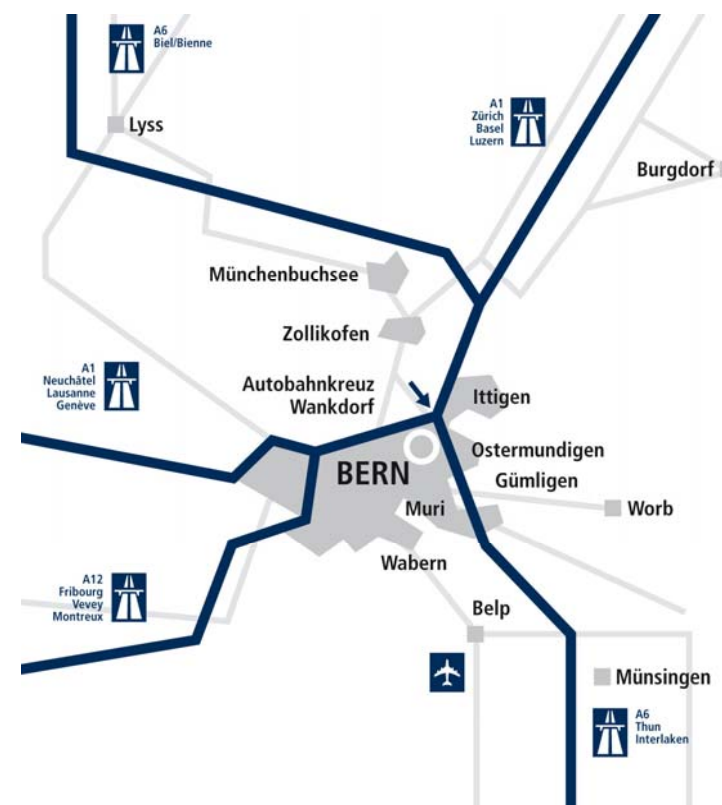 A6
Biel/Bienne
Lyss
A1
Zürich
Basel
Luzern
Burgdorf
Münchenbuchsee
Zollikofen
A1
Neuchâtel
Lausanne
Genève
Autobahnkreuz
Wankdorf
Ittigen
Ostermundigen
BERN
Gümligen
Muri
Worb
Wabern
A12
Fribourg
Vevey
Montreux
Belp
Münsingen
A6
Thun
Interlaken